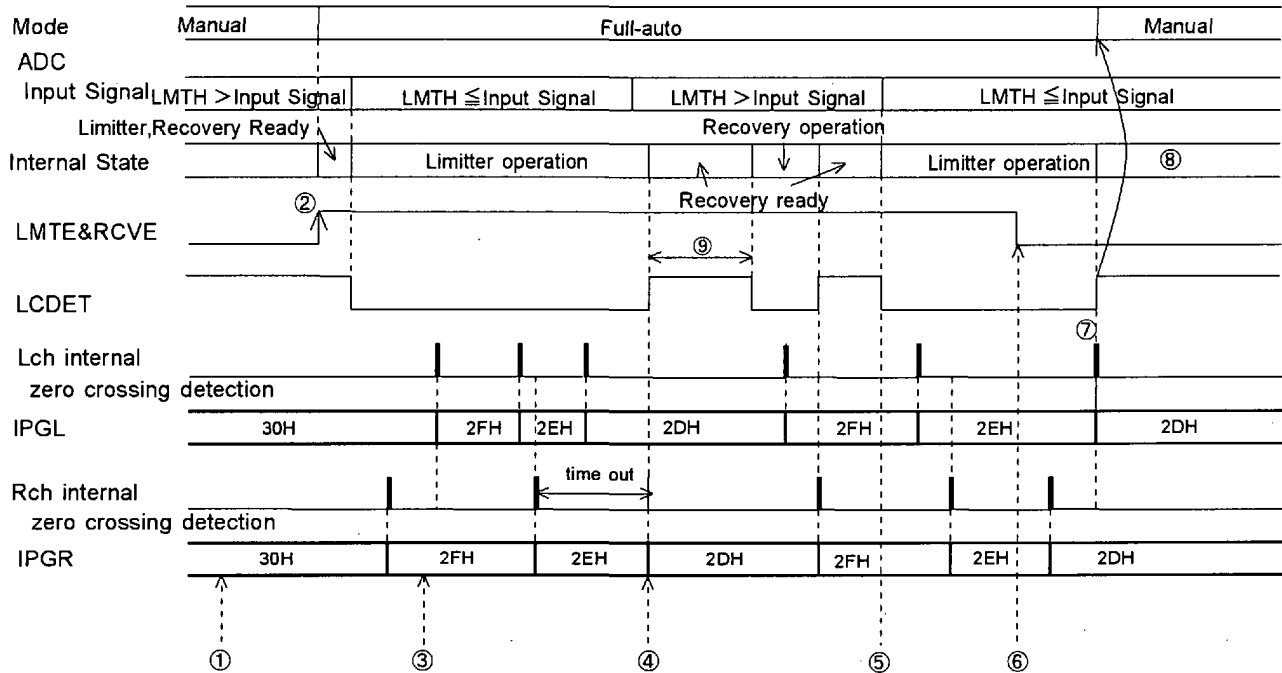 Mode Manual Full-auto Manual
ADC
Input Signal LMTH > Input Signal LMTH ≦ Input Signal LMTH > Input Signal LMTH ≦ Input Signal
Limitter,Recovery Ready Recovery operation
Internal State Limitter operation Limitter operation ⑧
Recovery ready
②
LMTE&RCVE
⑨
LCDET
⑦
Lch internal
zero crossing detection
IPGL 30H 2FH 2EH 2DH 2FH 2EH 2DH
time out
Rch internal
zero crossing detection
IPGR 30H 2FH 2EH 2DH 2FH 2EH 2DH
① ③ ④ ⑤ ⑥